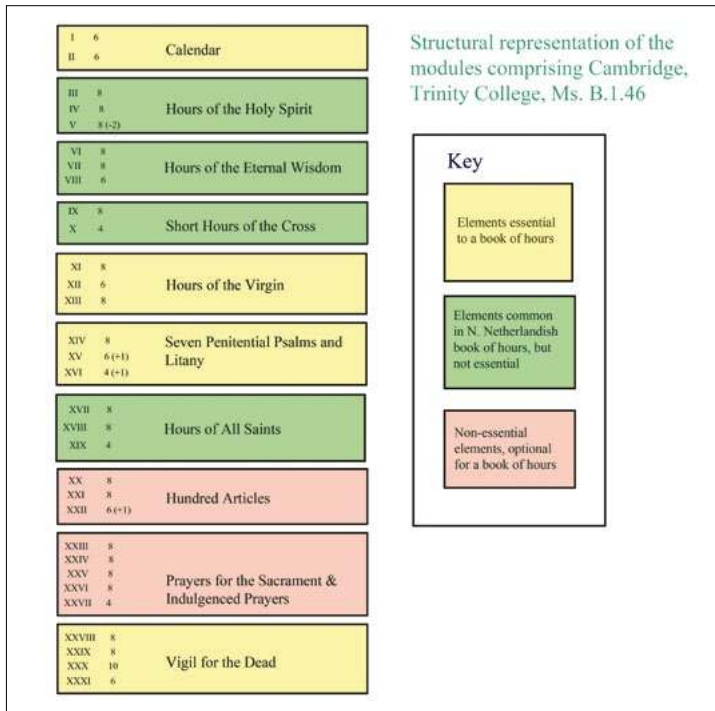 I 6
II 6
Calendar
III 8
IV 8
V 8 (-2)
Hours of the Holy Spirit
VI 8
VII 8
VIII 6
Hours of the Eternal Wisdom
IX 8
X 4
Short Hours of the Cross
XI 8
XII 6
XIII 8
Hours of the Virgin
XIV 8
XV 6 (+1)
XVI 4 (+1)
Seven Penitential Psalms and
Litany
XVII 8
XVIII 8
XIX 4
Hours of All Saints
XX 8
XXI 8
XXII 6 (+1)
Hundred Articles
XXIII 8
XXIV 8
XXV 8
XXVI 8
XXVII 4
Prayers for the Sacrament &
Indulgenced Prayers
XXVIII 8
XXIX 8
XXX 10
XXXI 6
Vigil for the Dead
Structural representation of the
modules comprising Cambridge,
Trinity College, Ms. B.1.46
Key
Elements essential
to a book of hours
Elements common
in N. Netherlandish
book of hours, but
not essential
Non-essential
elements, optional
for a book of hours